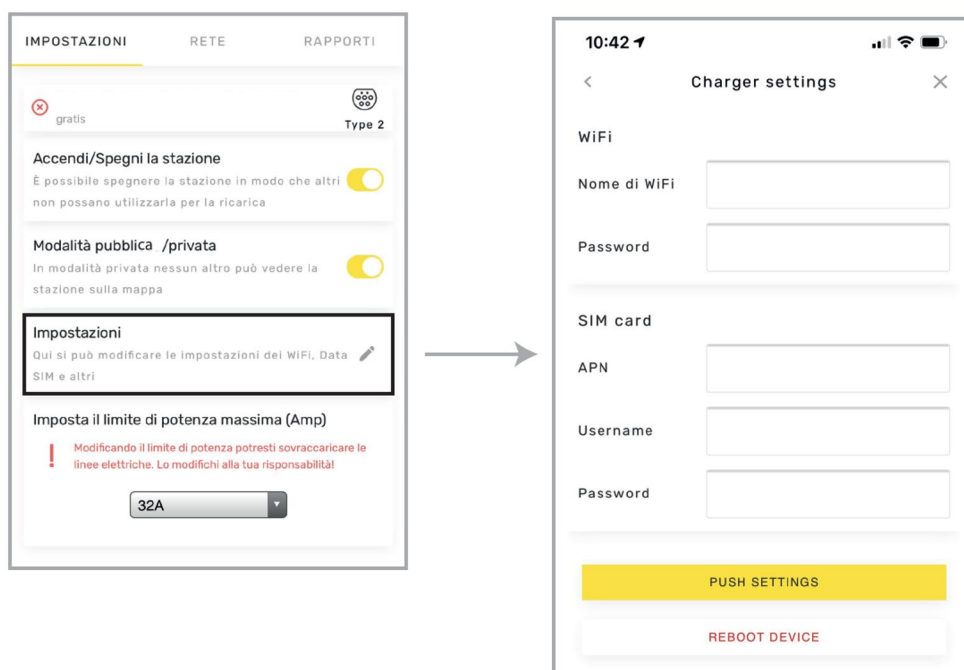 IMPOSTAZIONI RETE RAPPORTI
gratis
Type 2
Accendi/Spegni la stazione
È possibile spegnere la stazione in modo che altri
non possano utilizzarla per la ricarica
Modalità pubblica /privata
In modalità privata nessun altro può vedere la
stazione sulla mappa
Impostazioni
Qui si può modificare le impostazioni dei WiFi, Data
SIM e altri
Imposta il limite di potenza massima (Amp)
! Modificando il limite di potenza potresti sovraccaricare le
linee elettriche. Lo modifichi alla tua risponsabilità!
32A
10:42
Charger settings
WiFi
Nome di WiFi
Password
SIM card
APN
Username
Password
PUSH SETTINGS
REBOOT DEVICE